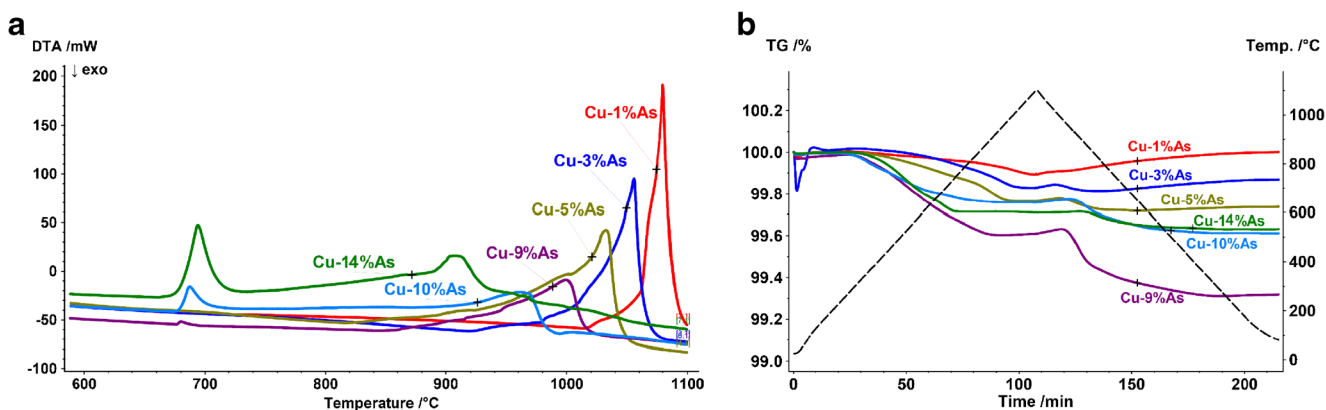 a
DTA /mW
↓ exo
200
150
100
50
0
-50
-100
Cu-1%As
Cu-3%As
Cu-5%As
Cu-9%As
Cu-14%As
Cu-10%As
600
700
800
900
1000
1100
Temperature /°C
b
TG /%
Temp. /°C
100.2
100.0
99.8
99.6
99.4
99.2
99.0
Cu-1%As
Cu-3%As
Cu-5%As
Cu-14%As
Cu-10%As
Cu-9%As
1000
800
600
400
200
0
0
50
100
150
200
Time /min